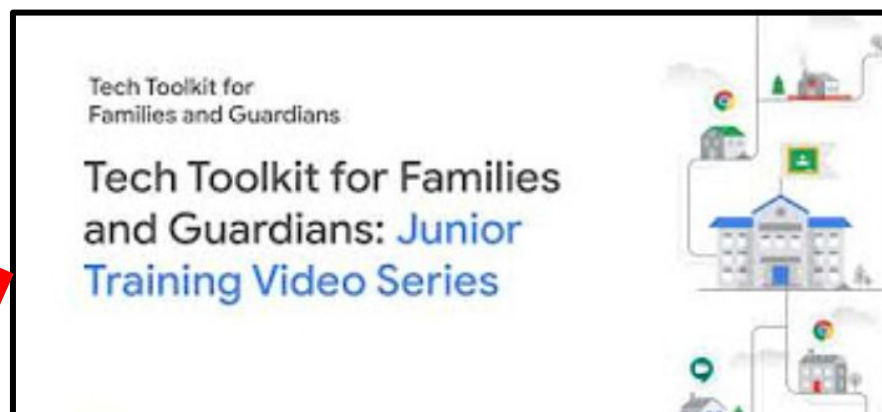 Tech Toolkit for
Families and Guardians
Tech Toolkit for Families
and Guardians: Junior
Training Video Series